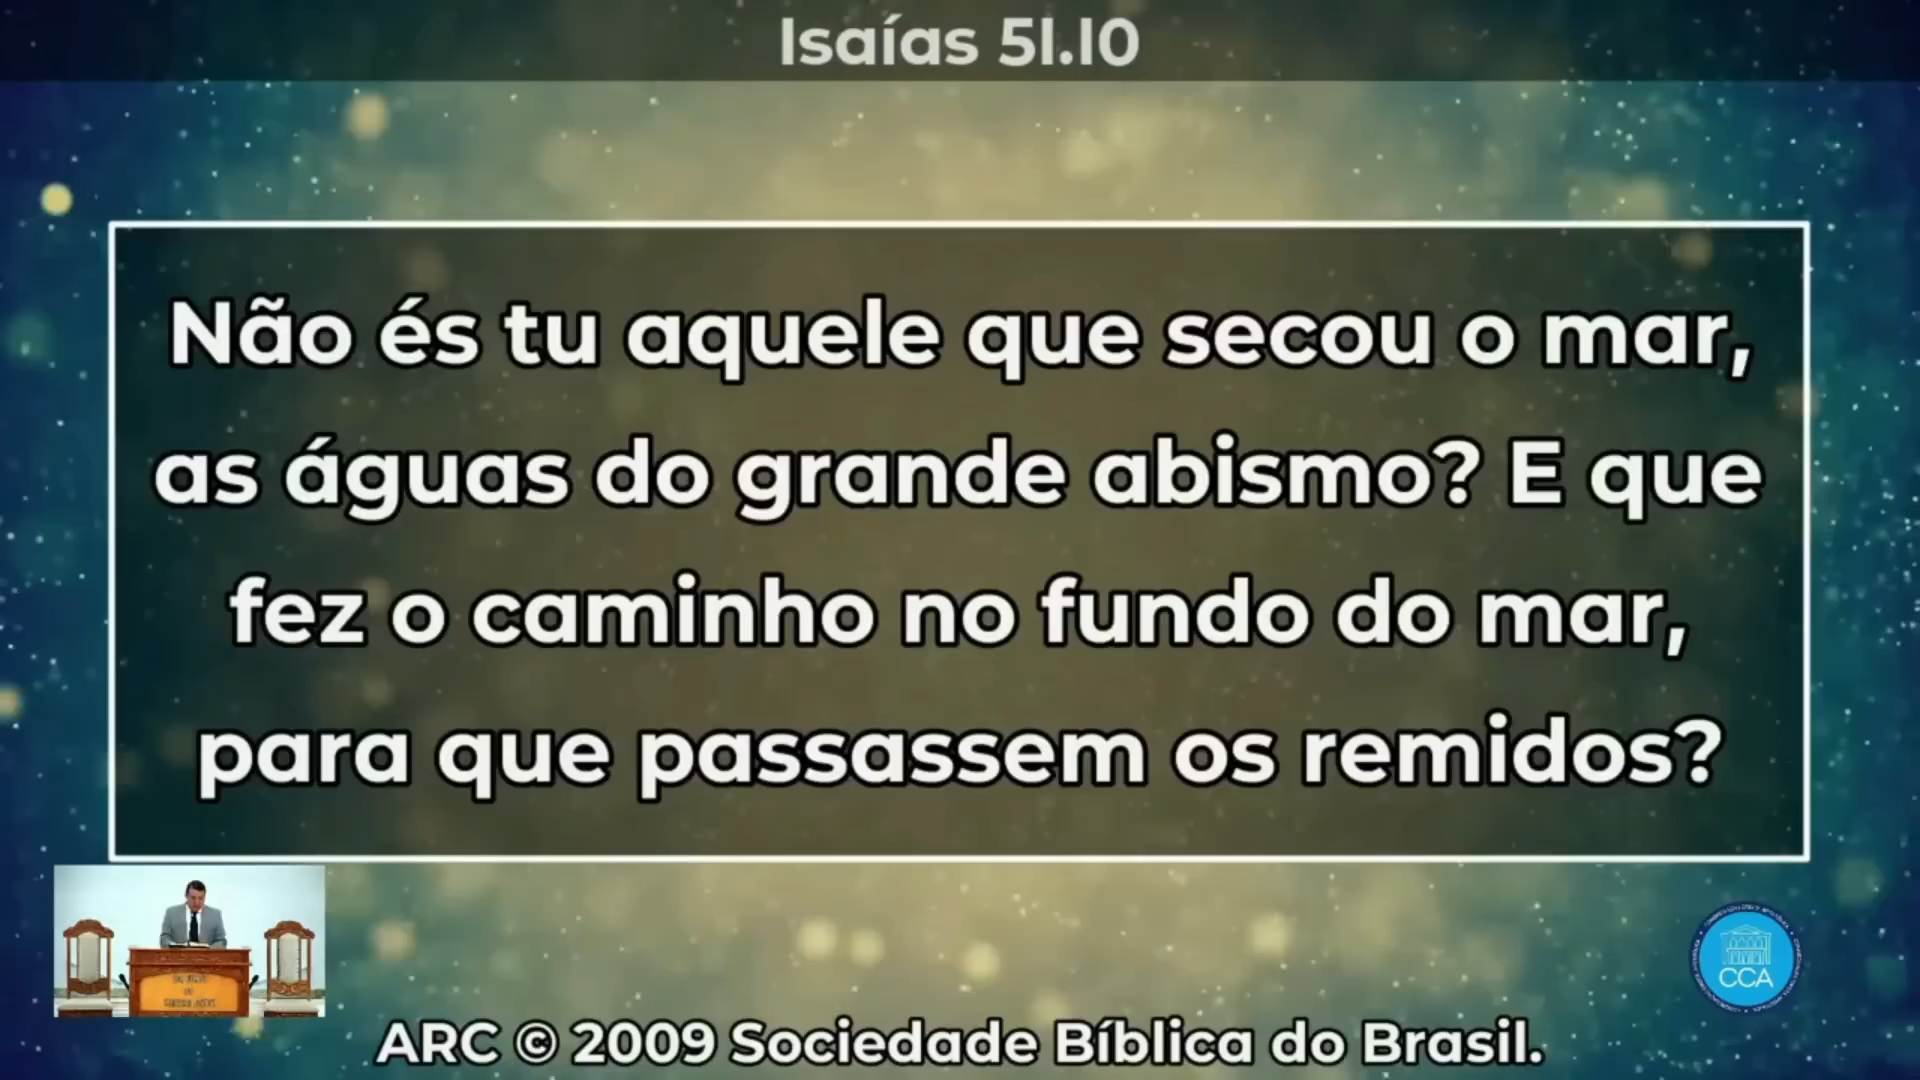 Isaías 51.10
Não és tu aquele que secou o mar,
as águas do grande abismo? E que
fez o caminho no fundo do mar,
para que passassem os remidos?
CCA
ARC © 2009 Sociedade Bíblica do Brasil.